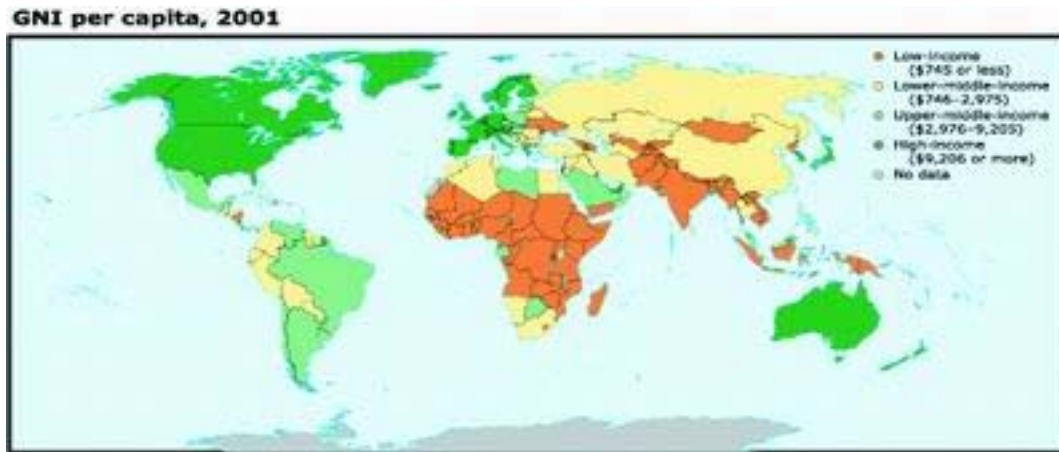 GNI per capita, 2001
Low-income
($745 or less)
Lower-middle-income
($746–2,975)
Upper-middle-income
($2,976–9,205)
High-income
($9,206 or more)
No data